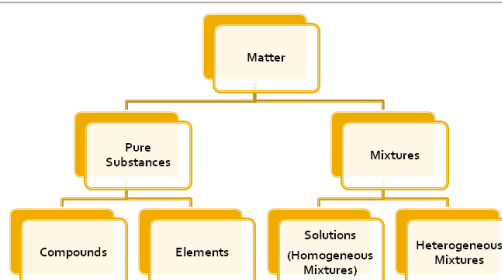 Matter
Pure
Substances
Mixtures
Compounds
Elements
Solutions
(Homogeneous
Mixtures)
Heterogeneous
Mixtures